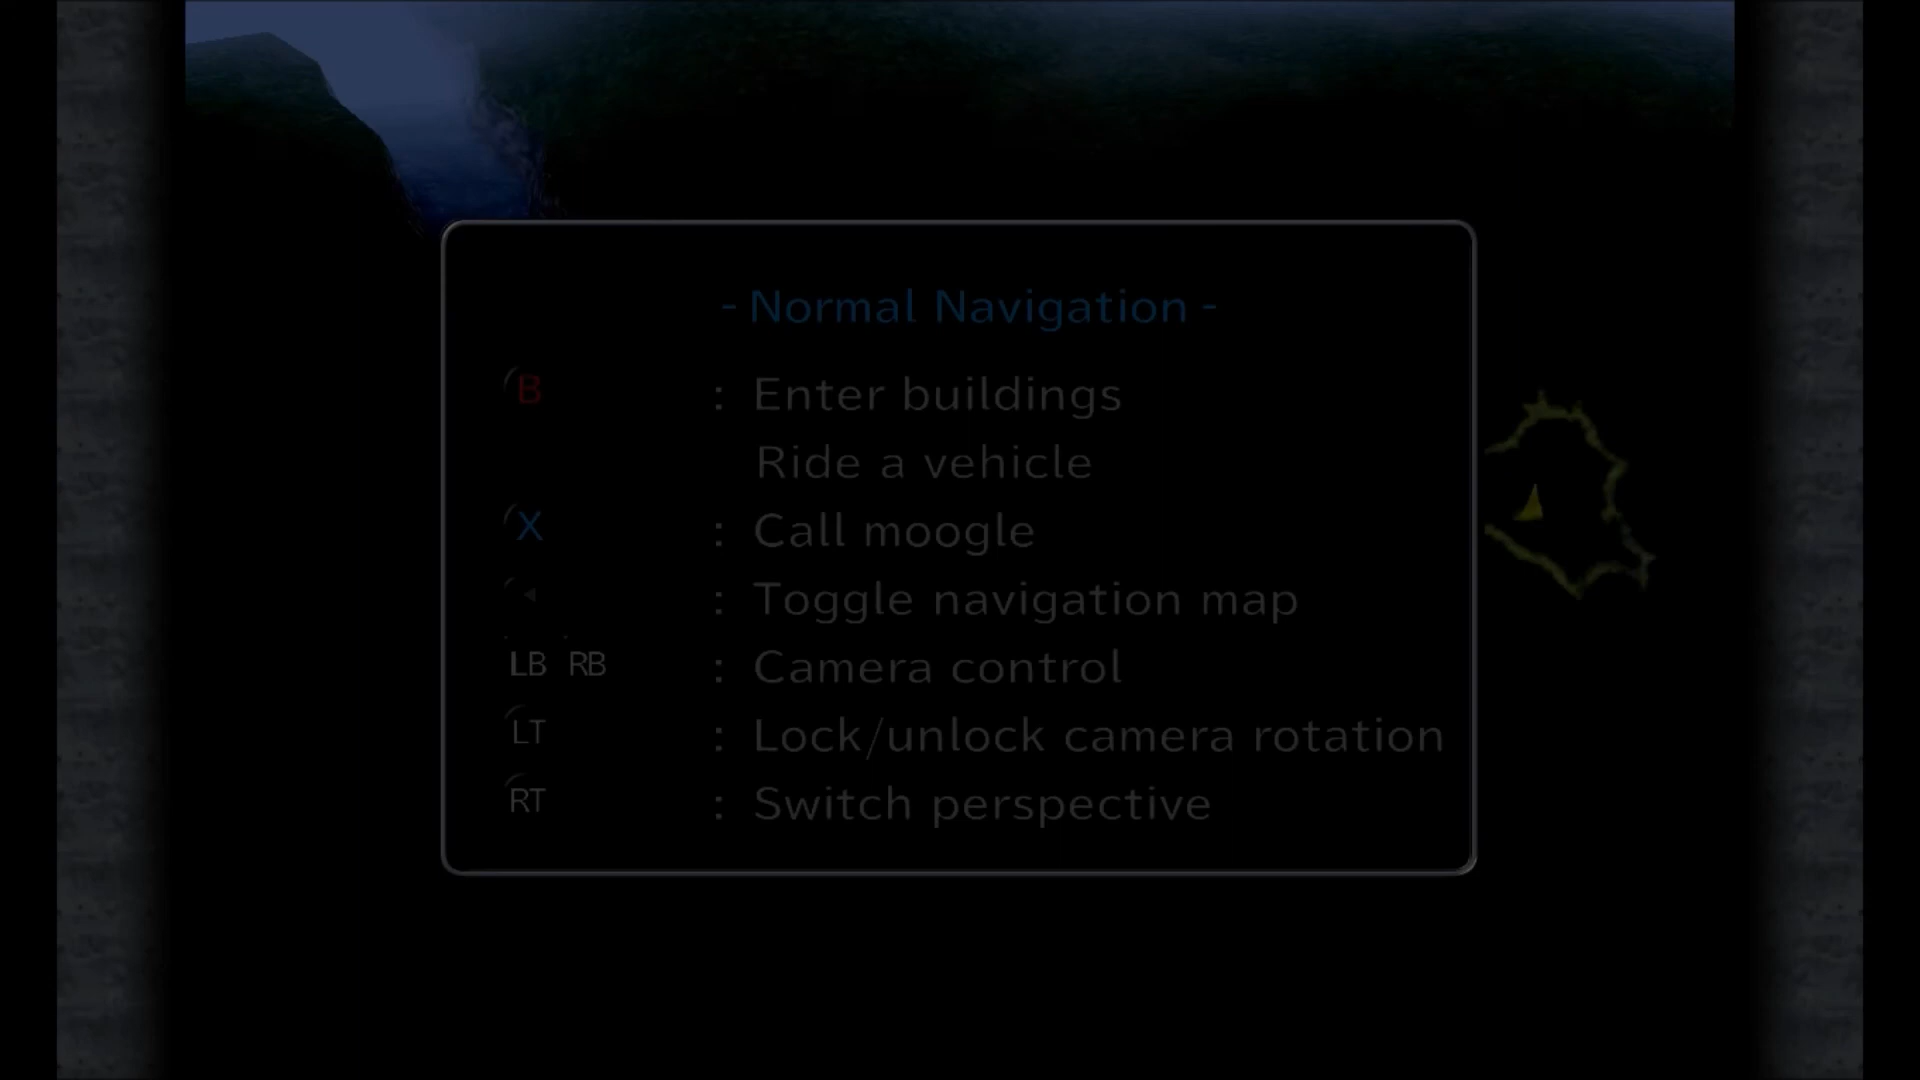 - Normal Navigation -
B : Enter buildings
Ride a vehicle
X : Call moogle
: Toggle navigation map
LB RB : Camera control
LT : Lock/unlock camera rotation
RT : Switch perspective